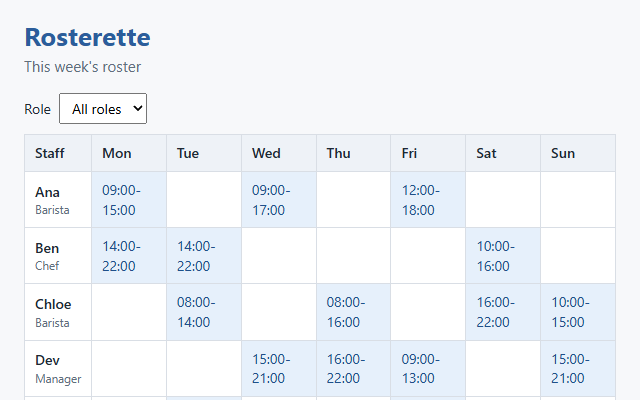 Rosterette
This week's roster
Role All roles
Staff Mon Tue Wed Thu Fri Sat Sun
Ana 09:00- 09:00- 12:00-
Barista 15:00 17:00 18:00
Ben 14:00- 14:00- 10:00-
Chef 22:00 22:00 16:00
Chloe 08:00- 08:00- 16:00- 10:00-
Barista 14:00 16:00 22:00 15:00
Dev 15:00- 16:00- 09:00- 15:00-
Manager 21:00 22:00 13:00 21:00